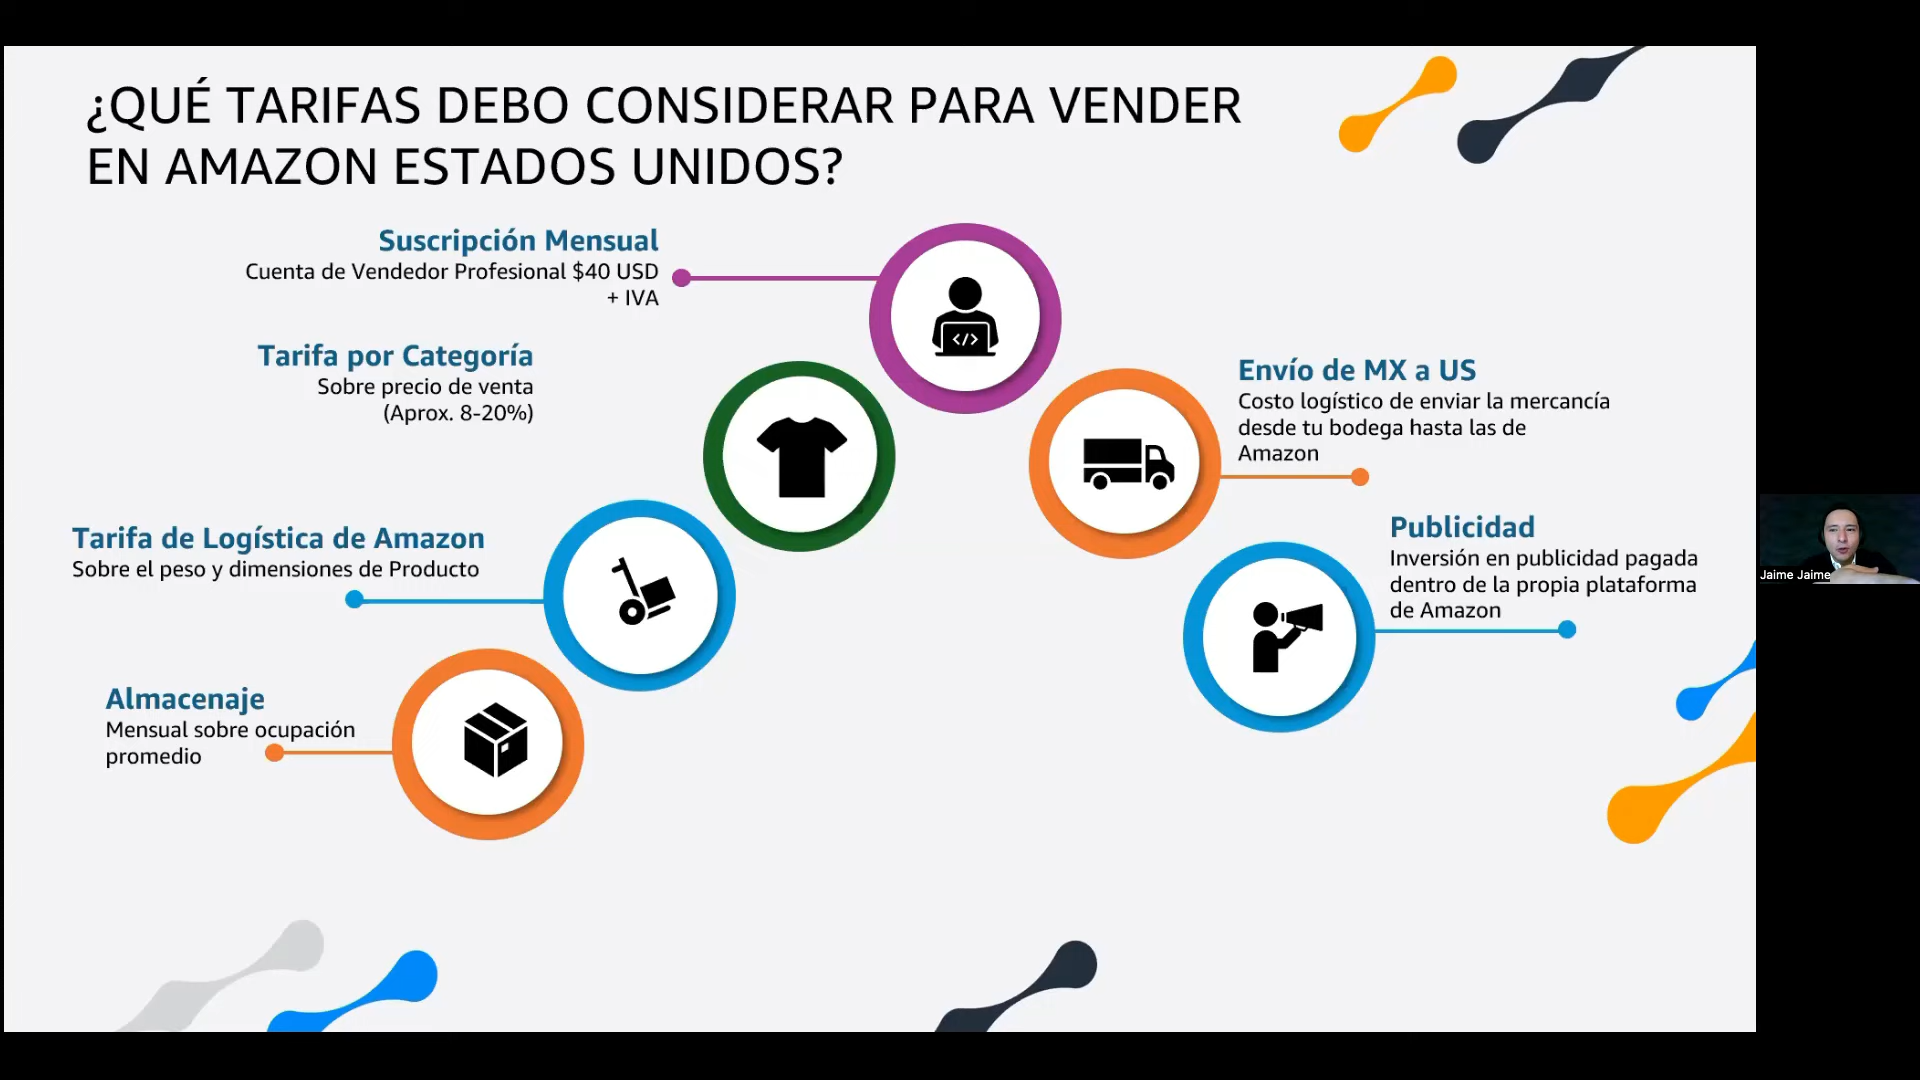 ¿QUÉ TARIFAS DEBO CONSIDERAR PARA VENDER
EN AMAZON ESTADOS UNIDOS?
Suscripción Mensual
Cuenta de Vendedor Profesional $40 USD
+ IVA
Tarifa por Categoría
Sobre precio de venta
(Aprox. 8-20%)
Tarifa de Logística de Amazon
Sobre el peso y dimensiones de Producto
Almacenaje
Mensual sobre ocupación
promedio
Envío de MX a US
Costo logístico de enviar la mercancía
desde tu bodega hasta las de
Amazon
Publicidad
Inversión en publicidad pagada
dentro de la propia plataforma
de Amazon
Jaime Jaime